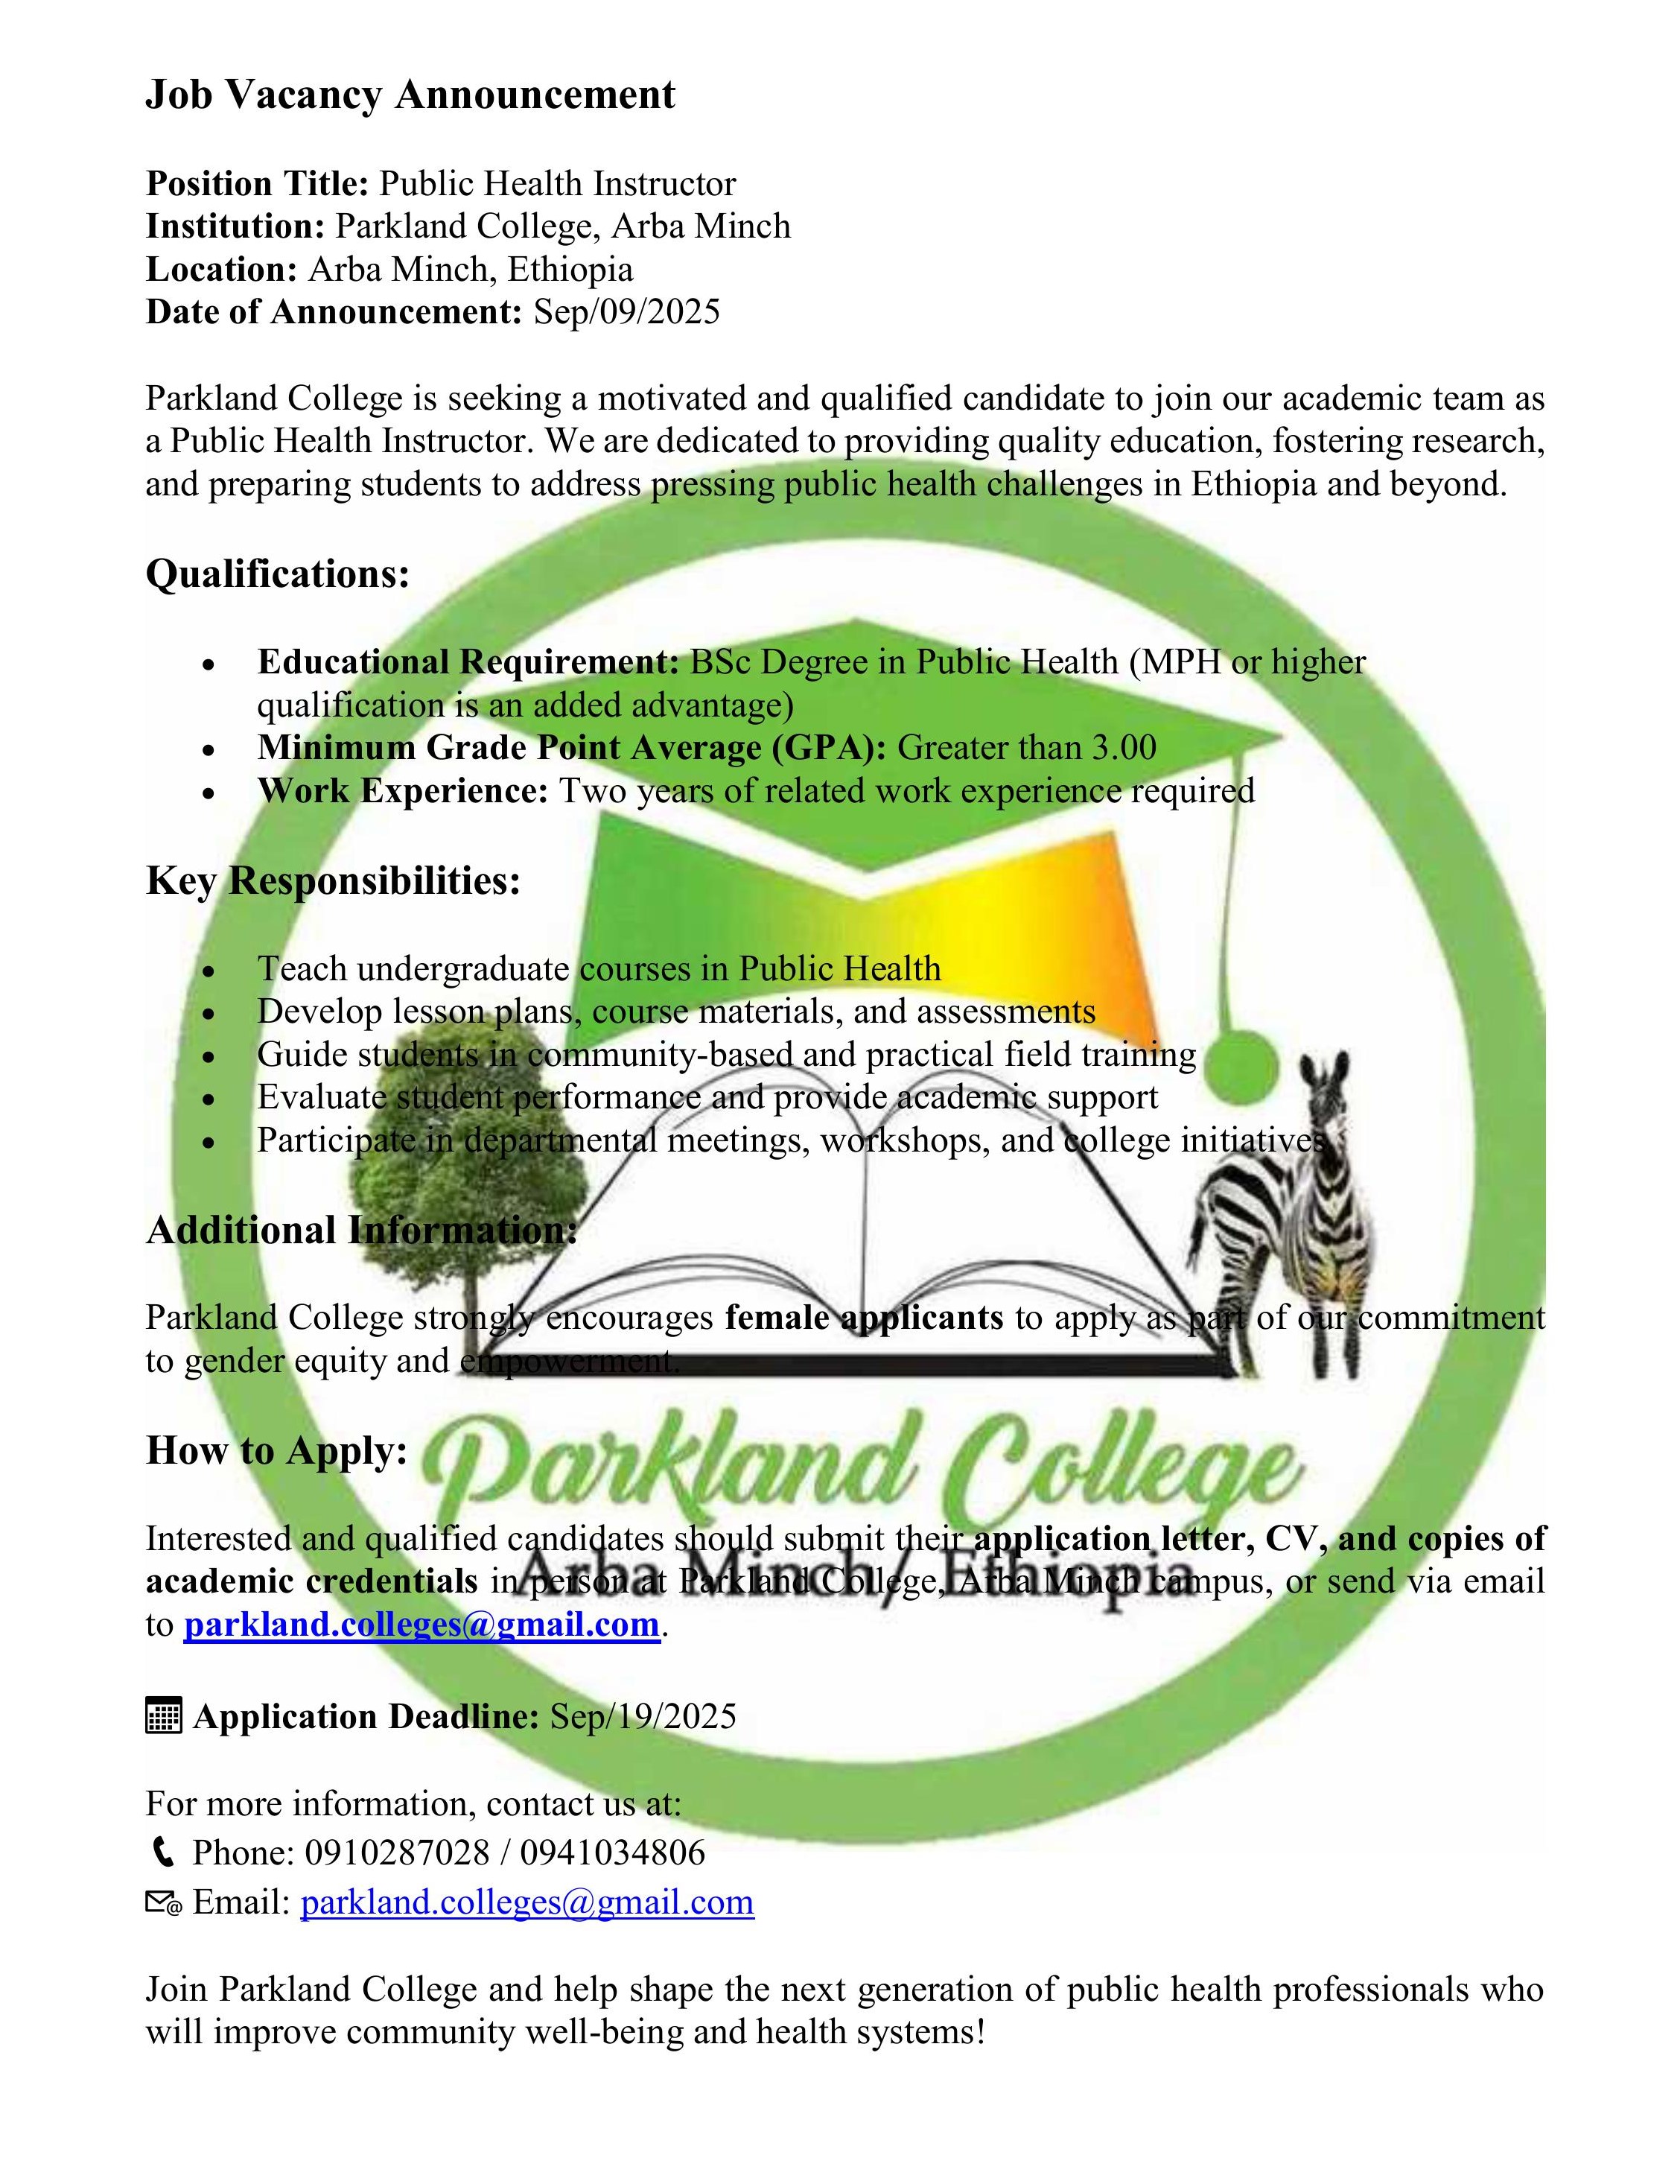 Job Vacancy Announcement
Position Title: Public Health Instructor
Institution: Parkland College, Arba Minch
Location: Arba Minch, Ethiopia
Date of Announcement: Sep/09/2025
Parkland College is seeking a motivated and qualified candidate to join our academic team as
a Public Health Instructor. We are dedicated to providing quality education, fostering research,
and preparing students to address pressing public health challenges in Ethiopia and beyond.
Qualifications:
• Educational Requirement: BSc Degree in Public Health (MPH or higher
qualification is an added advantage)
• Minimum Grade Point Average (GPA): Greater than 3.00
• Work Experience: Two years of related work experience required
Key Responsibilities:
• Teach undergraduate courses in Public Health
• Develop lesson plans, course materials, and assessments
• Guide students in community-based and practical field training
• Evaluate student performance and provide academic support
• Participate in departmental meetings, workshops, and college initiatives
Additional Information:
Parkland College strongly encourages female applicants to apply as part of our commitment
to gender equity and empowerment.
How to Apply:
Parkland College
Interested and qualified candidates should submit their application letter, CV, and copies of
Arba Minch/ Ethiopia
academic credentials in person at Parkland College, Arba Minch campus, or send via email
to parkland.colleges@gmail.com.
Application Deadline: Sep/19/2025
For more information, contact us at:
Phone: 0910287028 / 0941034806
Email: parkland.colleges@gmail.com
Join Parkland College and help shape the next generation of public health professionals who
will improve community well-being and health systems!